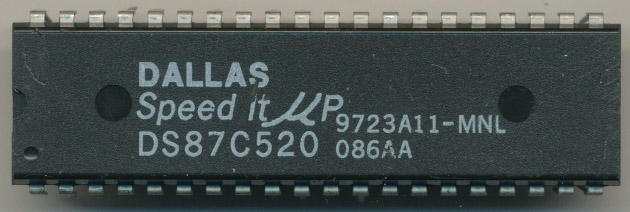 DALLAS
Speed it μP
DS87C520
9723A11-MNL
086AA